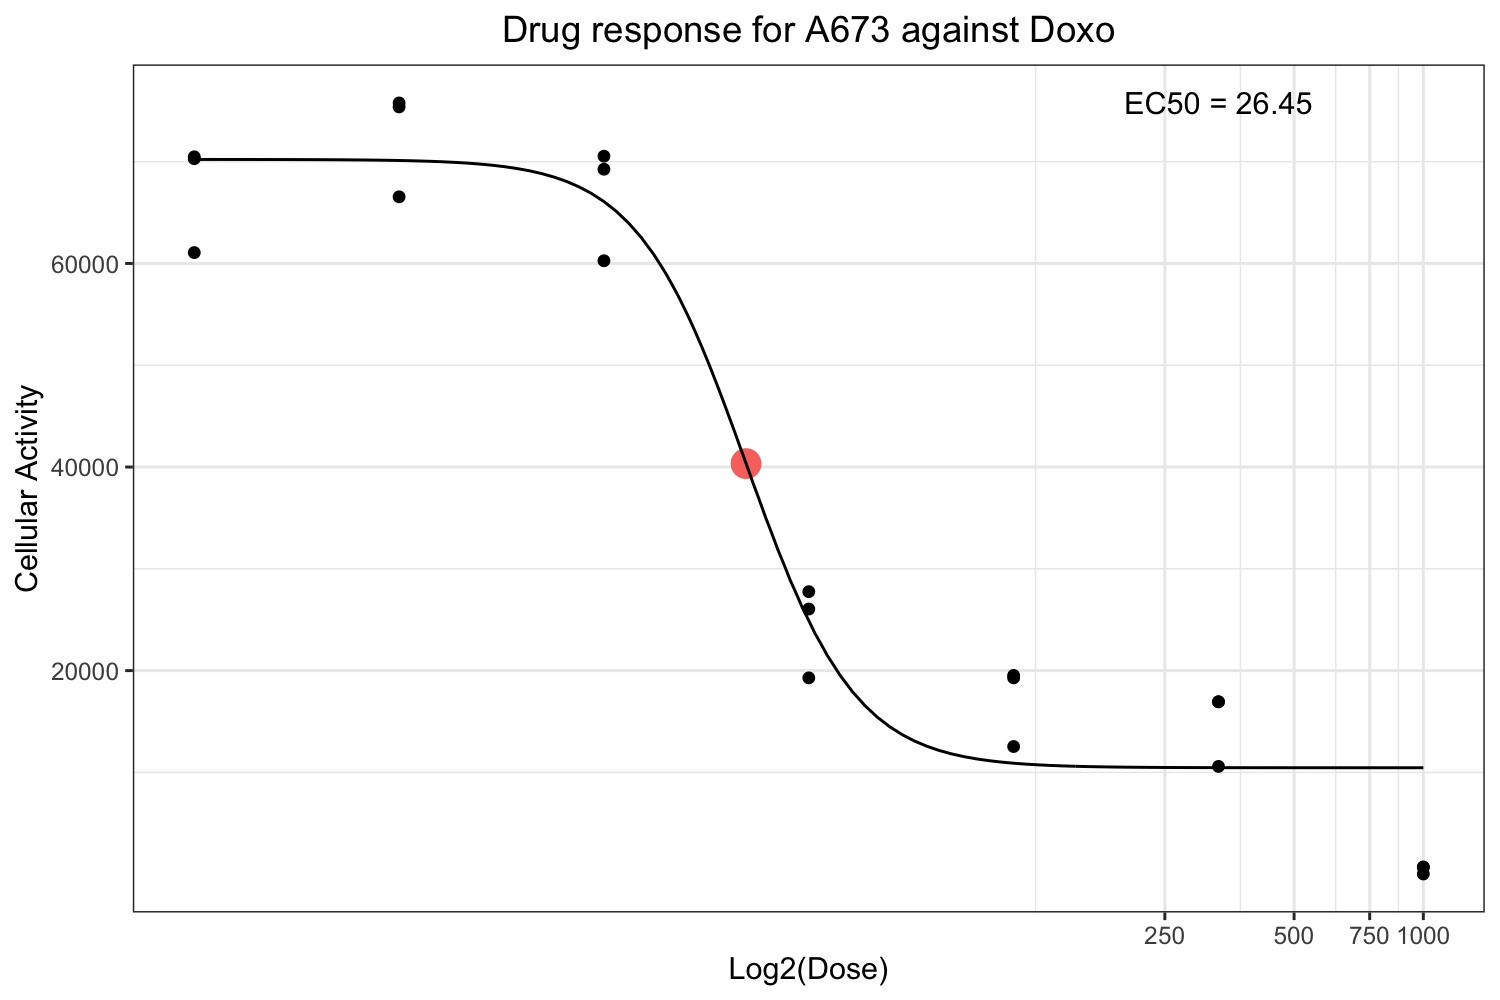 Drug response for A673 against Doxo
EC50 = 26.45
60000
40000
20000
Cellular Activity
250 500 750 1000
Log2(Dose)